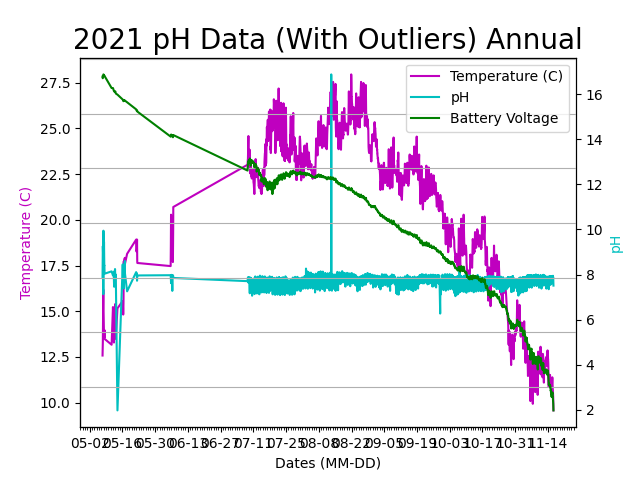 2021 pH Data (With Outliers) Annual
Temperature (C)
pH
Battery Voltage
27.5
25.0
22.5
20.0
17.5
15.0
12.5
10.0
Temperature (C)
16
14
12
10
8
6
4
2
pH
05-02 05-16 05-30 06-13 06-27 07-11 07-25 08-08 08-22 09-05 09-19 10-03 10-17 10-31 11-14
Dates (MM-DD)